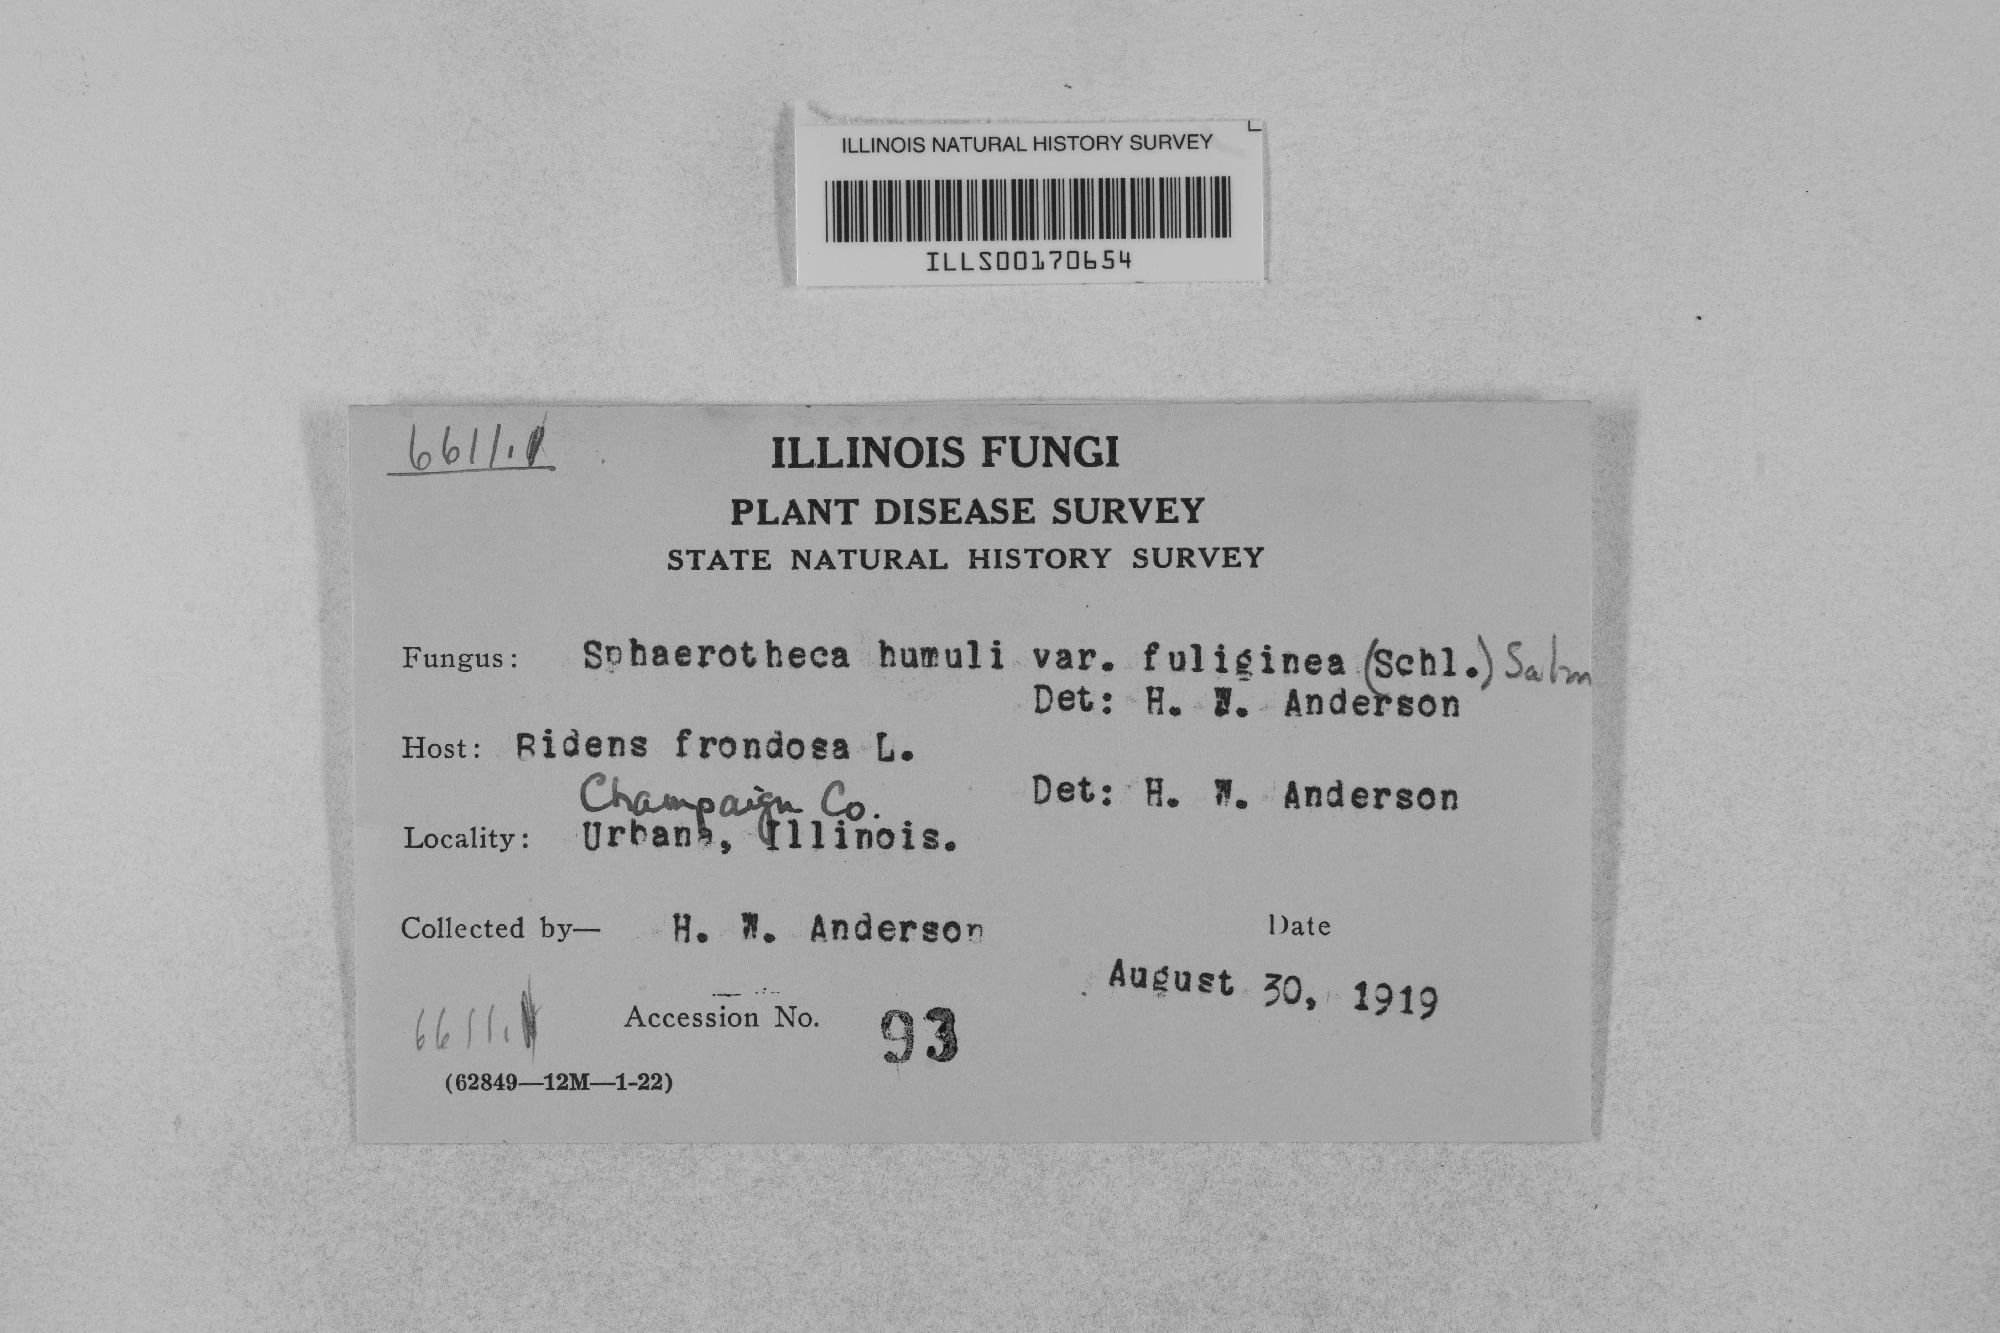 ILLINOIS NATURAL HISTORY SURVEY
ILLS00170654
6611.1
ILLINOIS FUNGI
PLANT DISEASE SURVEY
STATE NATURAL HISTORY SURVEY
Fungus: Sphaerotheca humuli var. fuliginea (Schl.) Salm
Det: H. W. Anderson
Host: Bidens frondosa L.
Det: H. W. Anderson
Champaign Co.
Locality: Urbana, Illinois.
Collected by— H. W. Anderson Date
August 30, 1919
6611.1 Accession No. 93
(62849—12M—1-22)